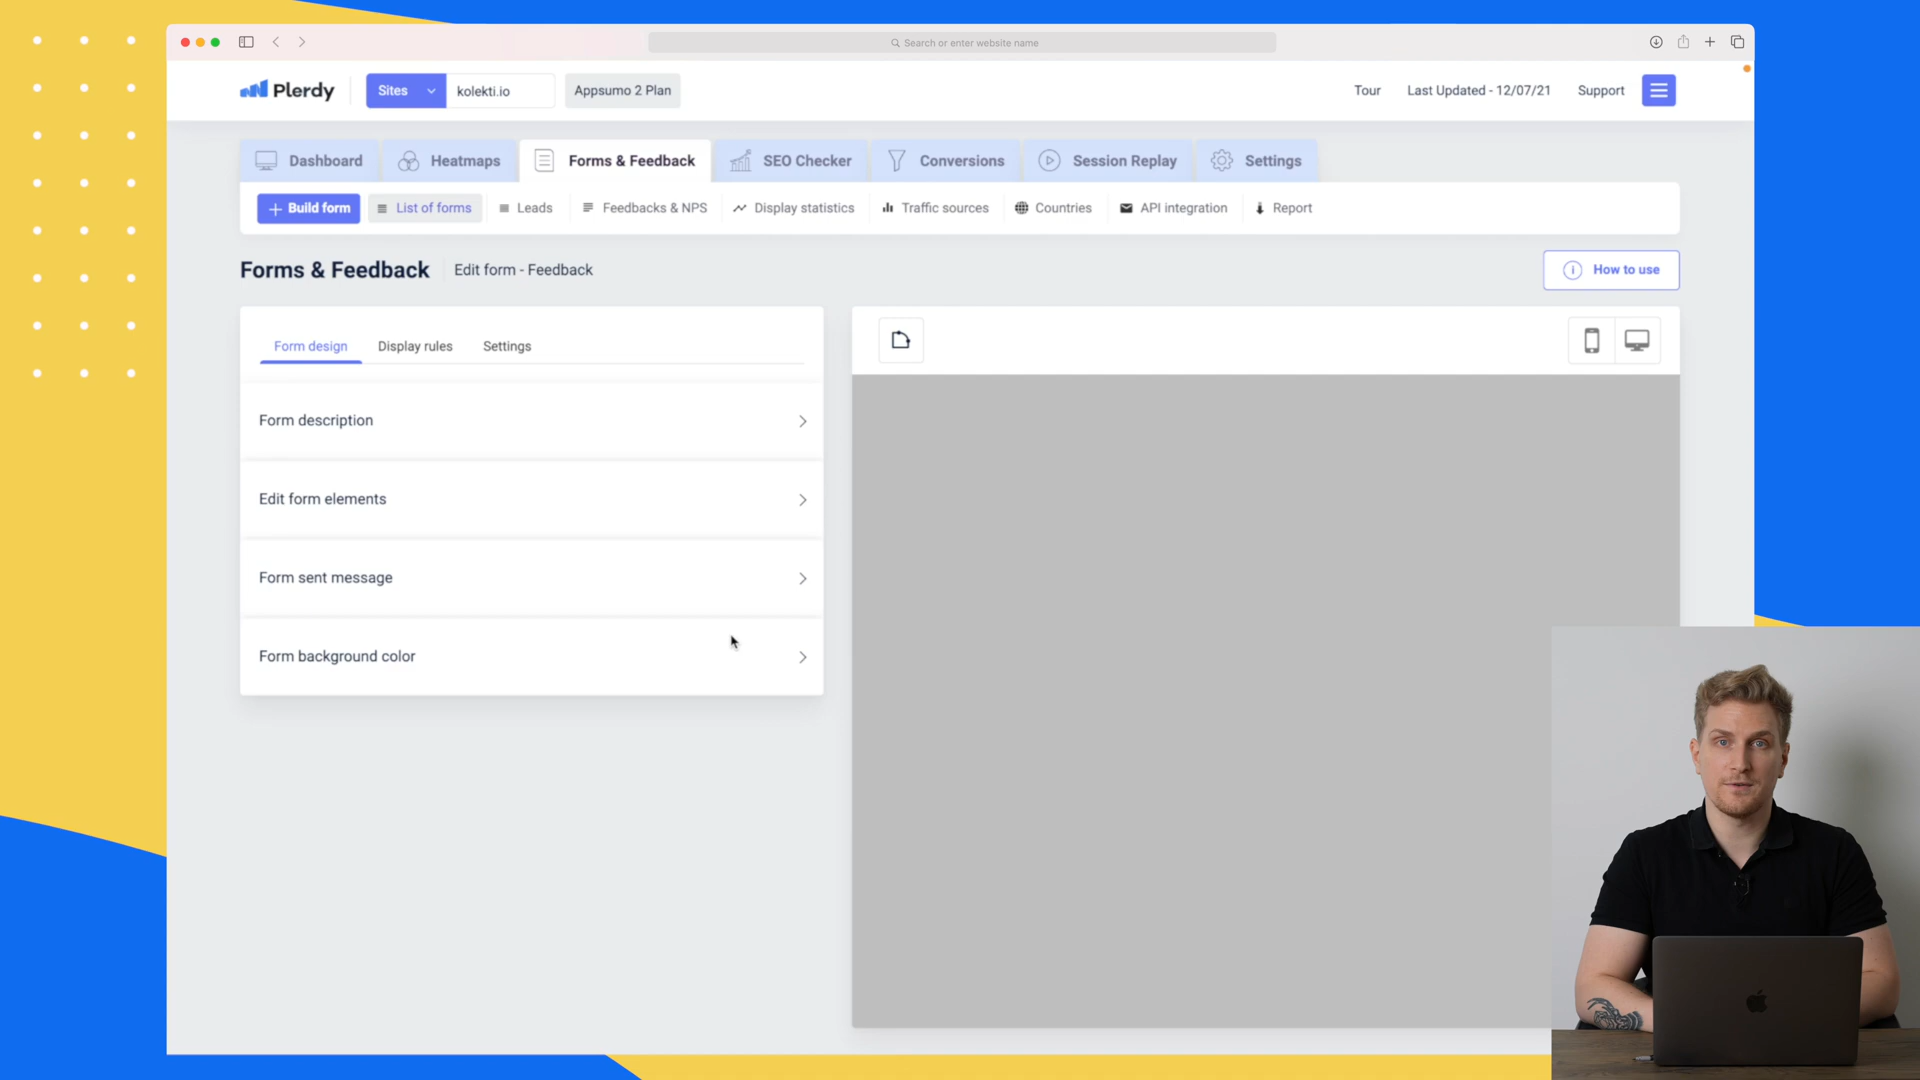 Search or enter website name
Plerdy
Sites
kolekti.io
Appsumo 2 Plan
Tour
Last Updated - 12/07/21
Support
Dashboard
Heatmaps
Forms & Feedback
SEO Checker
Conversions
Session Replay
Settings
Build form
List of forms
Leads
Feedbacks & NPS
Display statistics
Traffic sources
Countries
API integration
Report
Forms & Feedback
Edit form - Feedback
How to use
Form design
Display rules
Settings
Form description
Edit form elements
Form sent message
Form background color